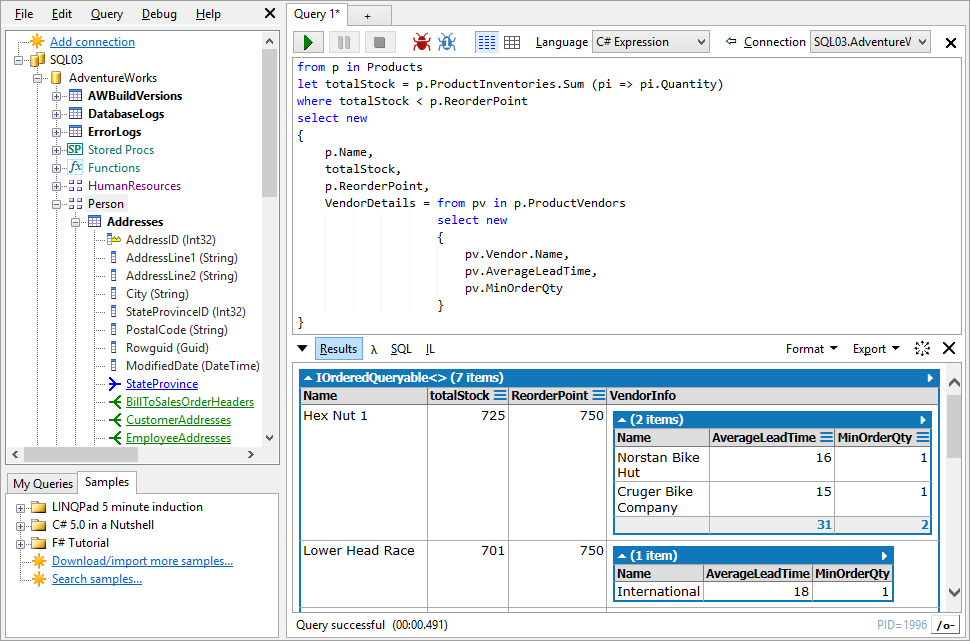 File Edit Query Debug Help
Add connection
SQL03
AdventureWorks
AWBuildVersions
DatabaseLogs
ErrorLogs
SP Stored Procs
fx Functions
HumanResources
Person
Addresses
AddressID (Int32)
AddressLine1 (String)
AddressLine2 (String)
City (String)
StateProvinceID (Int32)
PostalCode (String)
Rowguid (Guid)
ModifiedDate (DateTime)
StateProvince
BillToSalesOrderHeaders
CustomerAddresses
EmployeeAddresses
My Queries Samples
LINQPad 5 minute induction
C# 5.0 in a Nutshell
F# Tutorial
Download/import more samples...
Search samples...
Query 1* +
Language C# Expression Connection SQL03.AdventureW
from p in Products
let totalStock = p.ProductInventories.Sum (pi => pi.Quantity)
where totalStock < p.ReorderPoint
select new
{
p.Name,
totalStock,
p.ReorderPoint,
VendorDetails = from pv in p.ProductVendors
select new
{
pv.Vendor.Name,
pv.AverageLeadTime,
pv.MinOrderQty
}
}
Results λ SQL IL Format Export
IOrderedQueryable<> (7 items)
Name totalStock ReorderPoint VendorInfo
Hex Nut 1 725 750
(2 items)
Name AverageLeadTime MinOrderQty
Norstan Bike Hut 16 1
Cruger Bike Company 15 1
31 2
Lower Head Race 701 750
(1 item)
Name AverageLeadTime MinOrderQty
International 18 1
Query successful (00:00.491) PID=1996 /o-